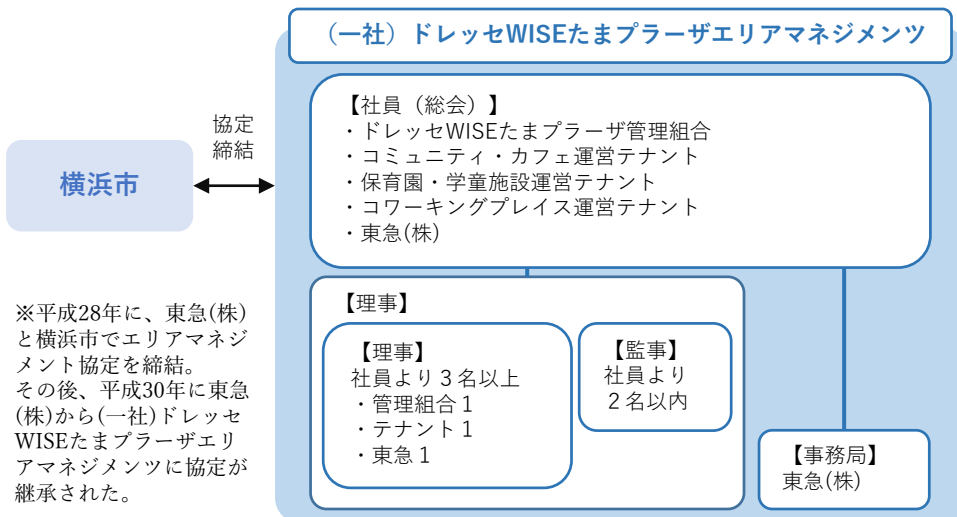 （一社）ドレッセWISEたまプラーザエリアマネジメンツ
【社員（総会）】
・ドレッセWISEたまプラーザ管理組合
・コミュニティ・カフェ運営テナント
・保育園・学童施設運営テナント
・コワーキングプレイス運営テナント
・東急(株)
協定
締結
横浜市
※平成28年に、東急(株)
と横浜市でエリアマネジ
メント協定を締結。
その後、平成30年に東急
(株)から(一社)ドレッセ
WISEたまプラーザエリ
アマネジメンツに協定が
継承された。
【理事】
【理事】
社員より３名以上
・管理組合１
・テナント１
・東急１
【監事】
社員より
２名以内
【事務局】
東急(株)